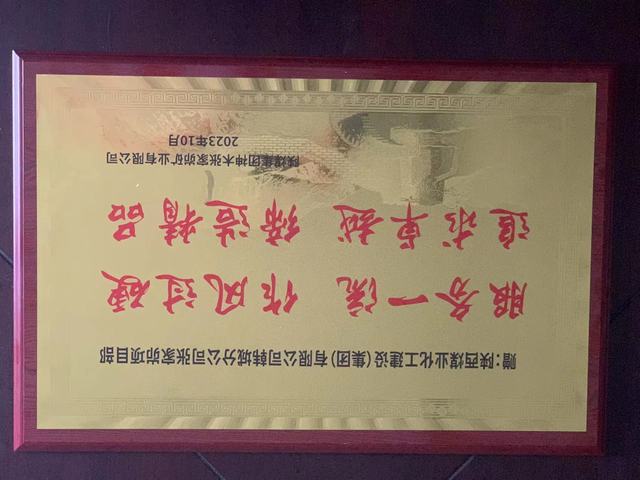 赠：陕西煤业化工建设（集团）有限公司韩城分公司张家峁项目部
服务一流 作风过硬
追求卓越 缔造精品
陕煤集团神木张家峁矿业有限公司
2023年10月